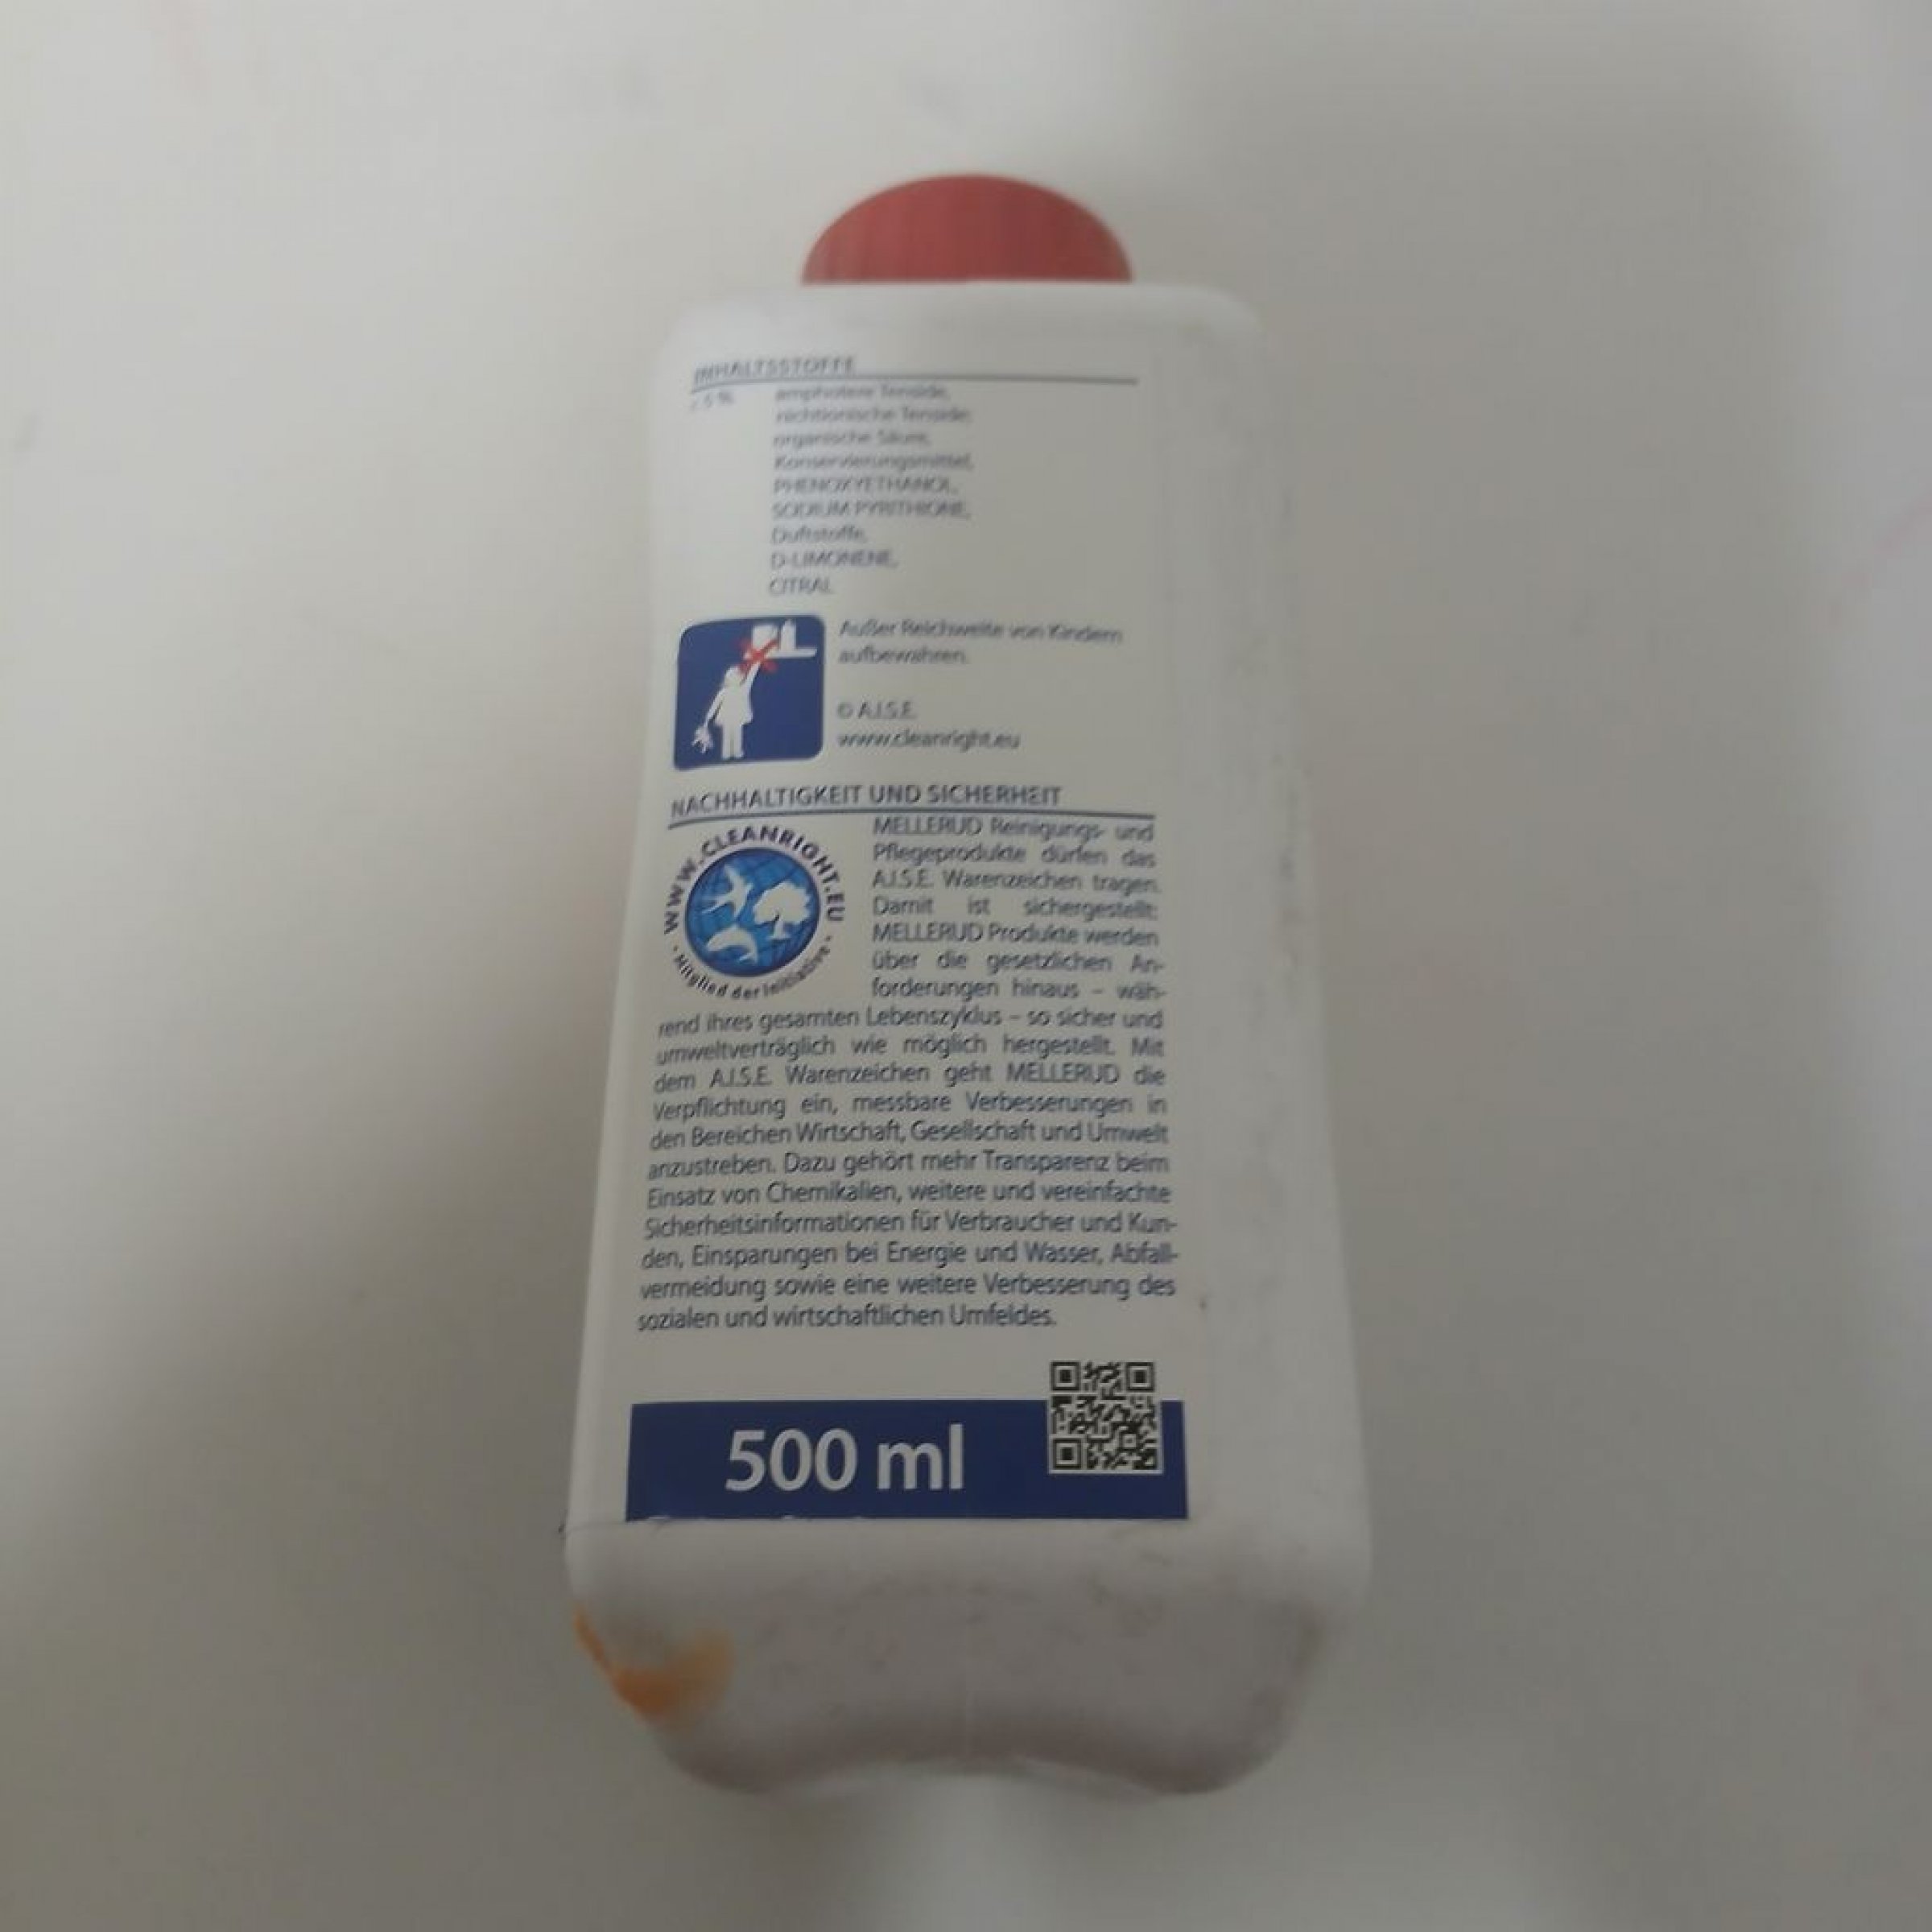 INHALTSSTOFFE
< 5 % amphotere Tenside,
nichtionische Tenside,
organische Säure,
Konservierungsmittel,
PHENOXYETHANOL,
SODIUM PYRITHIONE,
Duftstoffe,
D-LIMONENE,
CITRAL
Außer Reichweite von Kindern
aufbewahren.
© A.I.S.E.
www.cleanright.eu
NACHHALTIGKEIT UND SICHERHEIT
WWW.CLEANRIGHT.EU
· Mitglied der Initiative ·
MELLERUD Reinigungs- und
Pflegeprodukte dürfen das
A.I.S.E. Warenzeichen tragen.
Damit ist sichergestellt:
MELLERUD Produkte werden
über die gesetzlichen An-
forderungen hinaus – wäh-
rend ihres gesamten Lebenszyklus – so sicher und
umweltverträglich wie möglich hergestellt. Mit
dem A.I.S.E. Warenzeichen geht MELLERUD die
Verpflichtung ein, messbare Verbesserungen in
den Bereichen Wirtschaft, Gesellschaft und Umwelt
anzustreben. Dazu gehört mehr Transparenz beim
Einsatz von Chemikalien, weitere und vereinfachte
Sicherheitsinformationen für Verbraucher und Kun-
den, Einsparungen bei Energie und Wasser, Abfall-
vermeidung sowie eine weitere Verbesserung des
sozialen und wirtschaftlichen Umfeldes.
500 ml